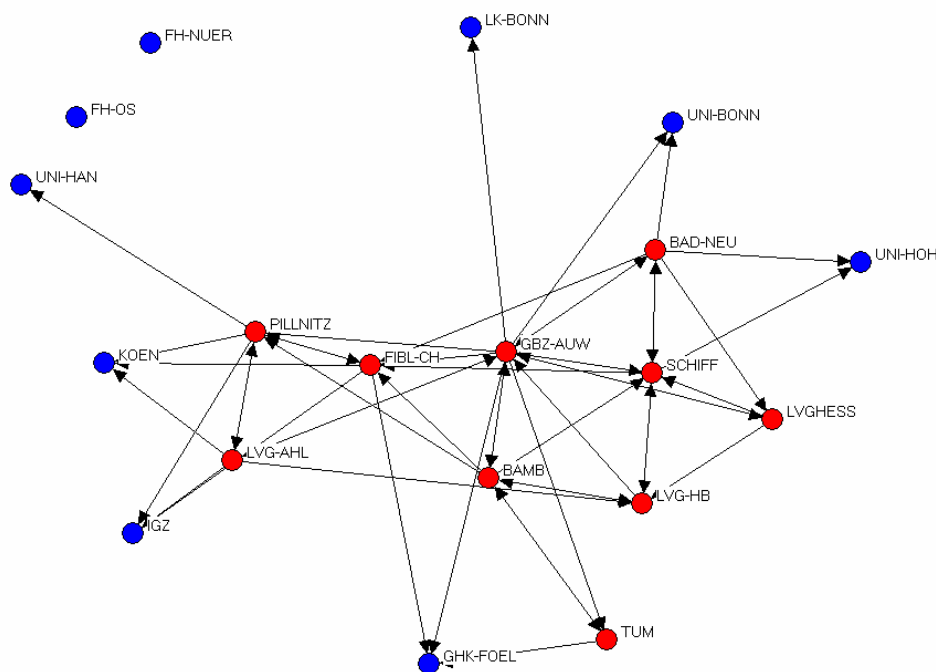 LK-BONN
FH-NUER
FH-OS
UNI-BONN
UNI-HAN
BAD-NEU
UNI-HOH
PILLNITZ
GBZ-AUW
KOEN
FIBL-CH
SCHIFF
LVGHESS
LVG-AHL
BAMB
LVG-HB
IGZ
TUM
GHK-FOEL